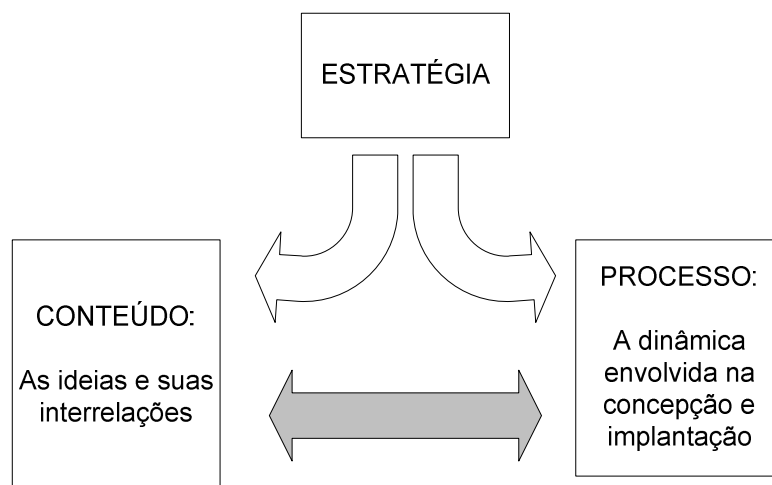 ESTRATÉGIA
CONTEÚDO:
As ideias e suas
interrelações
PROCESSO:
A dinâmica
envolvida na
concepção e
implantação